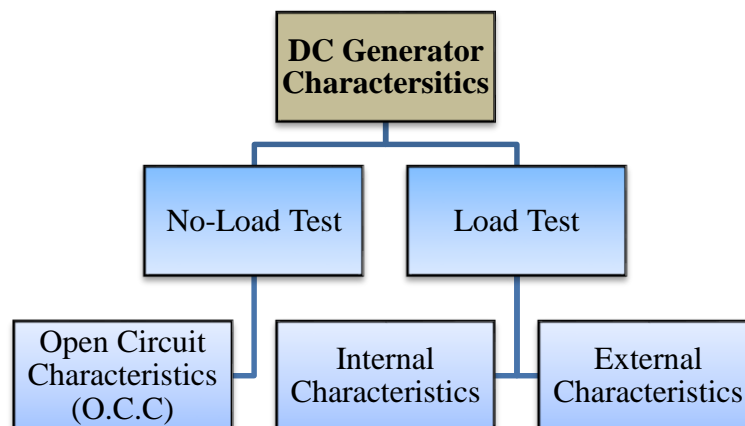 DC Generator
Charactersitics
No-Load Test
Load Test
Open Circuit
Characteristics
(O.C.C)
Internal
Characteristics
External
Characteristics